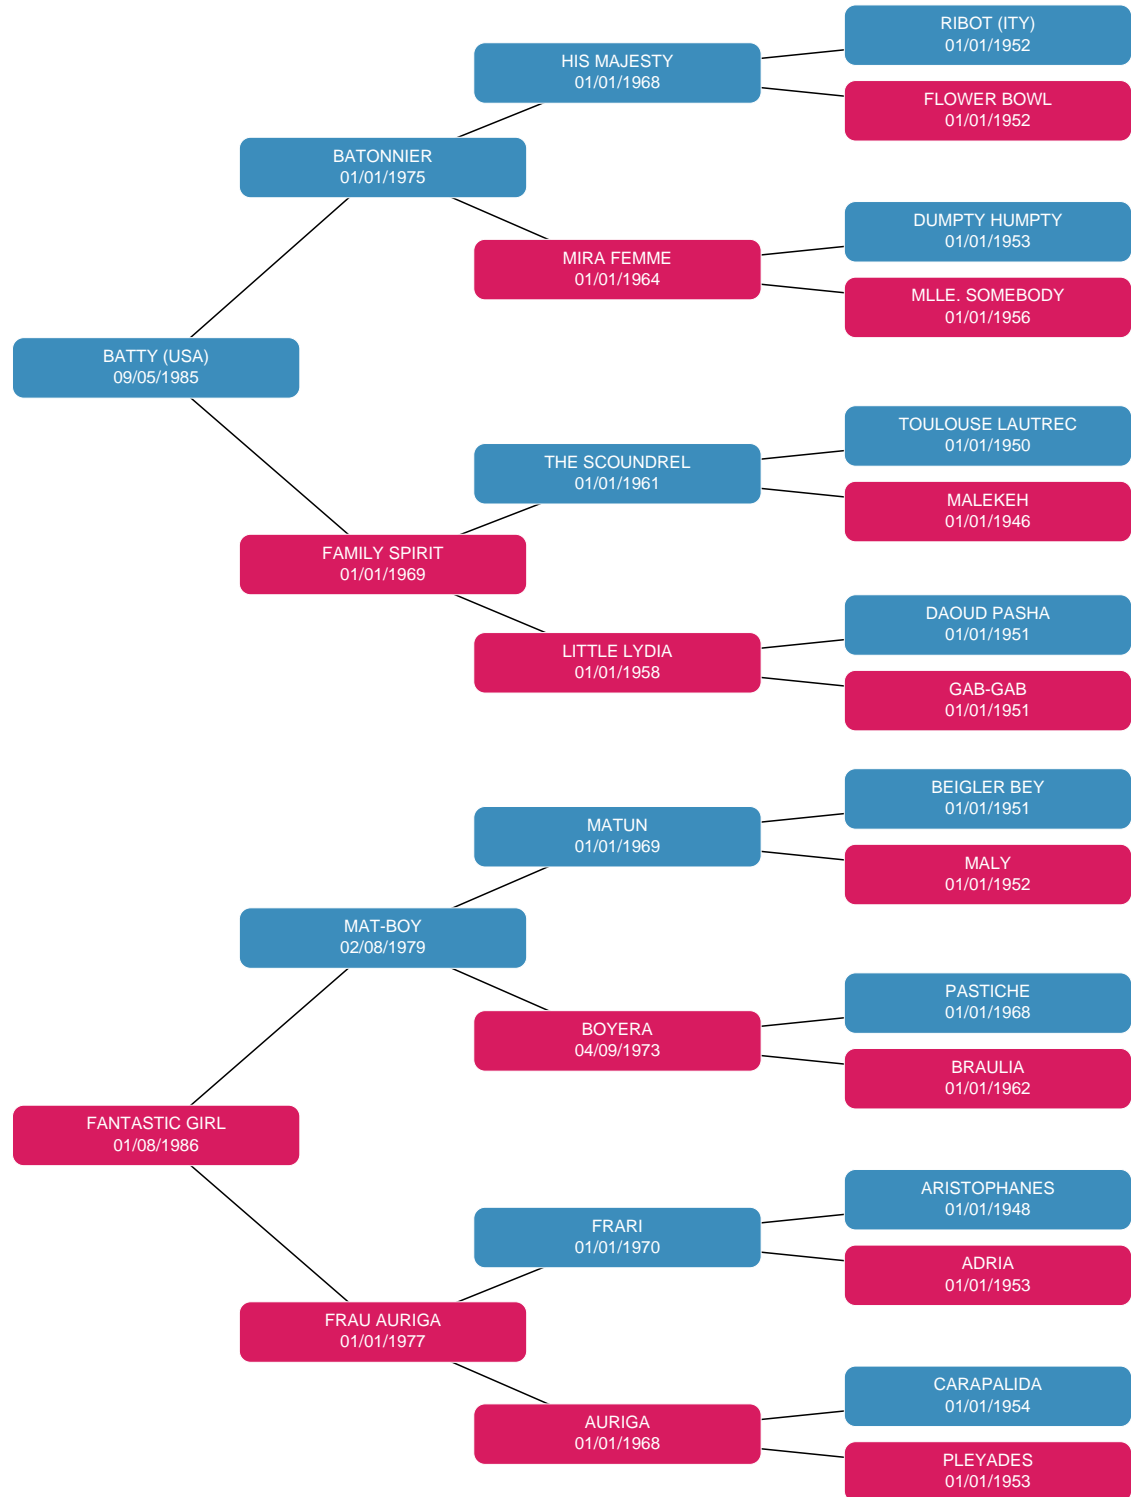 RIBOT (ITY)
01/01/1952
HIS MAJESTY
01/01/1968
FLOWER BOWL
01/01/1952
BATONNIER
01/01/1975
DUMPTY HUMPTY
01/01/1953
MIRA FEMME
01/01/1964
MLLE. SOMEBODY
01/01/1956
BATTY (USA)
09/05/1985
TOULOUSE LAUTREC
01/01/1950
THE SCOUNDREL
01/01/1961
MALEKEH
01/01/1946
FAMILY SPIRIT
01/01/1969
DAOUD PASHA
01/01/1951
LITTLE LYDIA
01/01/1958
GAB-GAB
01/01/1951
BEIGLER BEY
01/01/1951
MATUN
01/01/1969
MALY
01/01/1952
MAT-BOY
02/08/1979
PASTICHE
01/01/1968
BOYERA
04/09/1973
BRAULIA
01/01/1962
FANTASTIC GIRL
01/08/1986
ARISTOPHANES
01/01/1948
FRARI
01/01/1970
ADRIA
01/01/1953
FRAU AURIGA
01/01/1977
CARAPALIDA
01/01/1954
AURIGA
01/01/1968
PLEYADES
01/01/1953